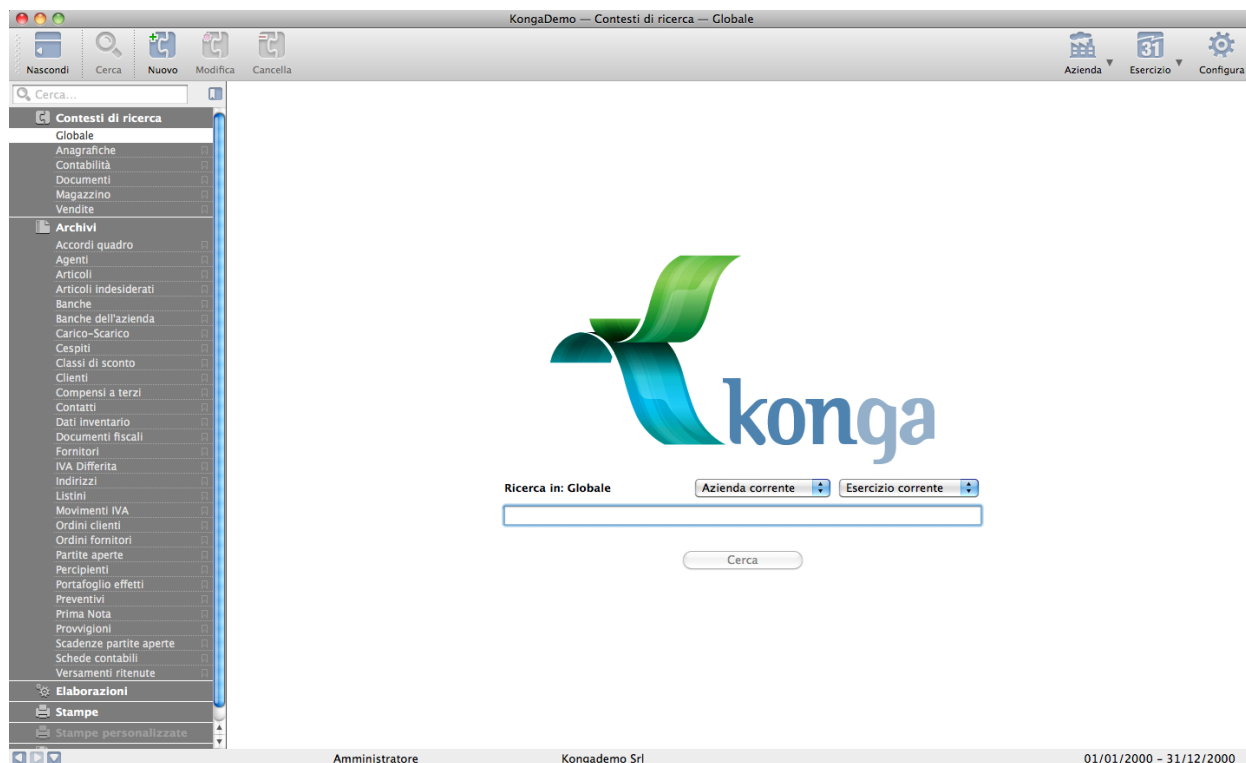 KongaDemo — Contesti di ricerca — Globale
Nascondi Cerca Nuovo Modifica Cancella 31 Azienda Esercizio Configura
Cerca...
Contesti di ricerca
Globale
Anagrafiche
Contabilità
Documenti
Magazzino
Vendite
Archivi
Accordi quadro
Agenti
Articoli
Articoli indesiderati
Banche
Banche dell'azienda
Carico-Scarico
Cespiti
Classi di sconto
Clienti
Compensi a terzi
Contatti
Dati inventario
Documenti fiscali
Fornitori
IVA Differita
Indirizzi
Listini
Movimenti IVA
Ordini clienti
Ordini fornitori
Partite aperte
Percipienti
Portafoglio effetti
Preventivi
Prima Nota
Provvigioni
Scadenze partite aperte
Schede contabili
Versamenti ritenute
Elaborazioni
Stampe
Stampe personalizzate
konga
Ricerca in: Globale Azienda corrente Esercizio corrente
Cerca
Amministratore Kongademo Srl 01/01/2000 - 31/12/2000